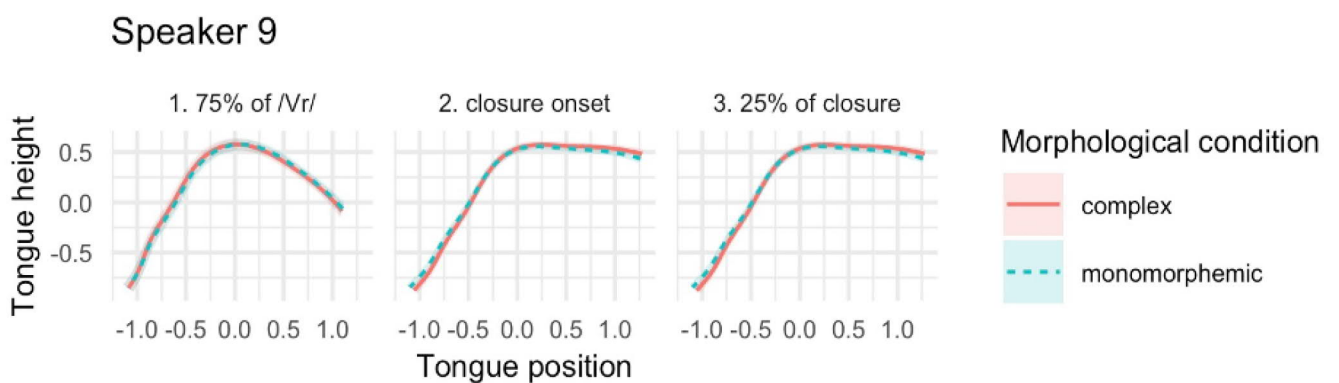 Speaker 9
1. 75% of /Vr/
2. closure onset
3. 25% of closure
Tongue height
0.5
0.0
-0.5
-1.0 -0.5 0.0 0.5 1.0
-1.0 -0.5 0.0 0.5 1.0
-1.0 -0.5 0.0 0.5 1.0
Tongue position
Morphological condition
complex
monomorphemic